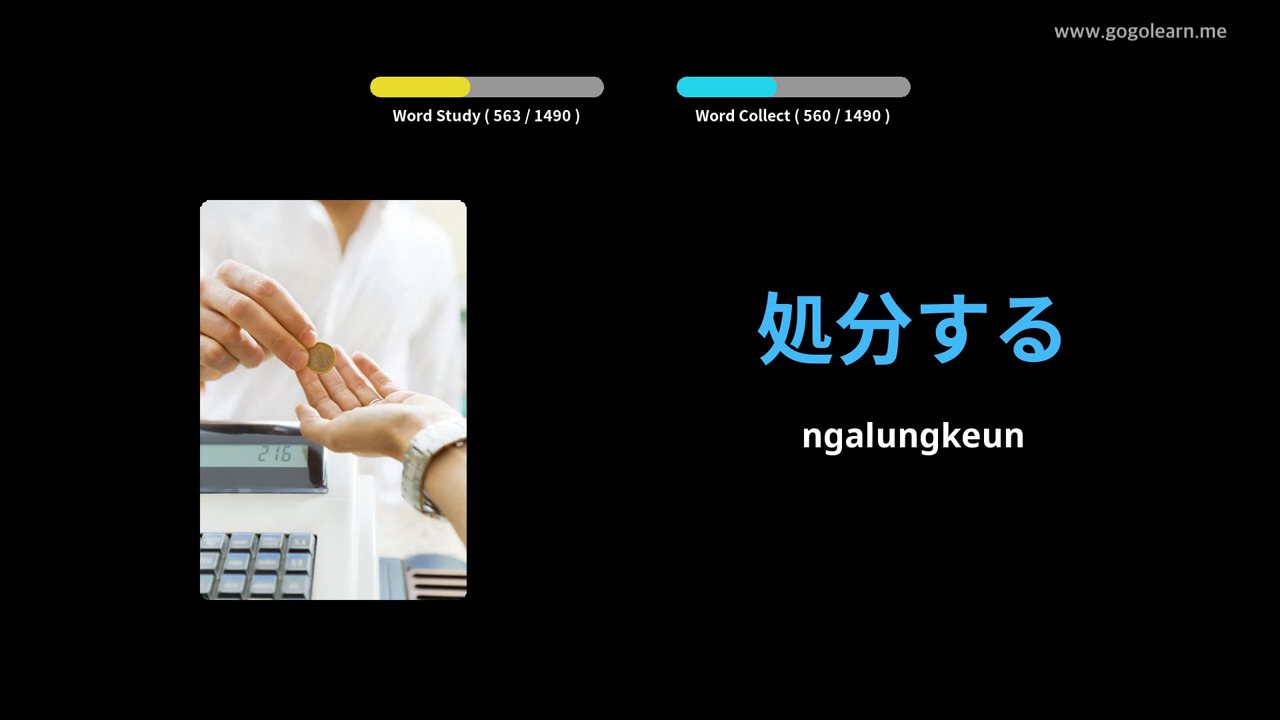 www.gogolearn.me
Word Study ( 563 / 1490 )
Word Collect ( 560 / 1490 )
216
処分する
ngalungkeun